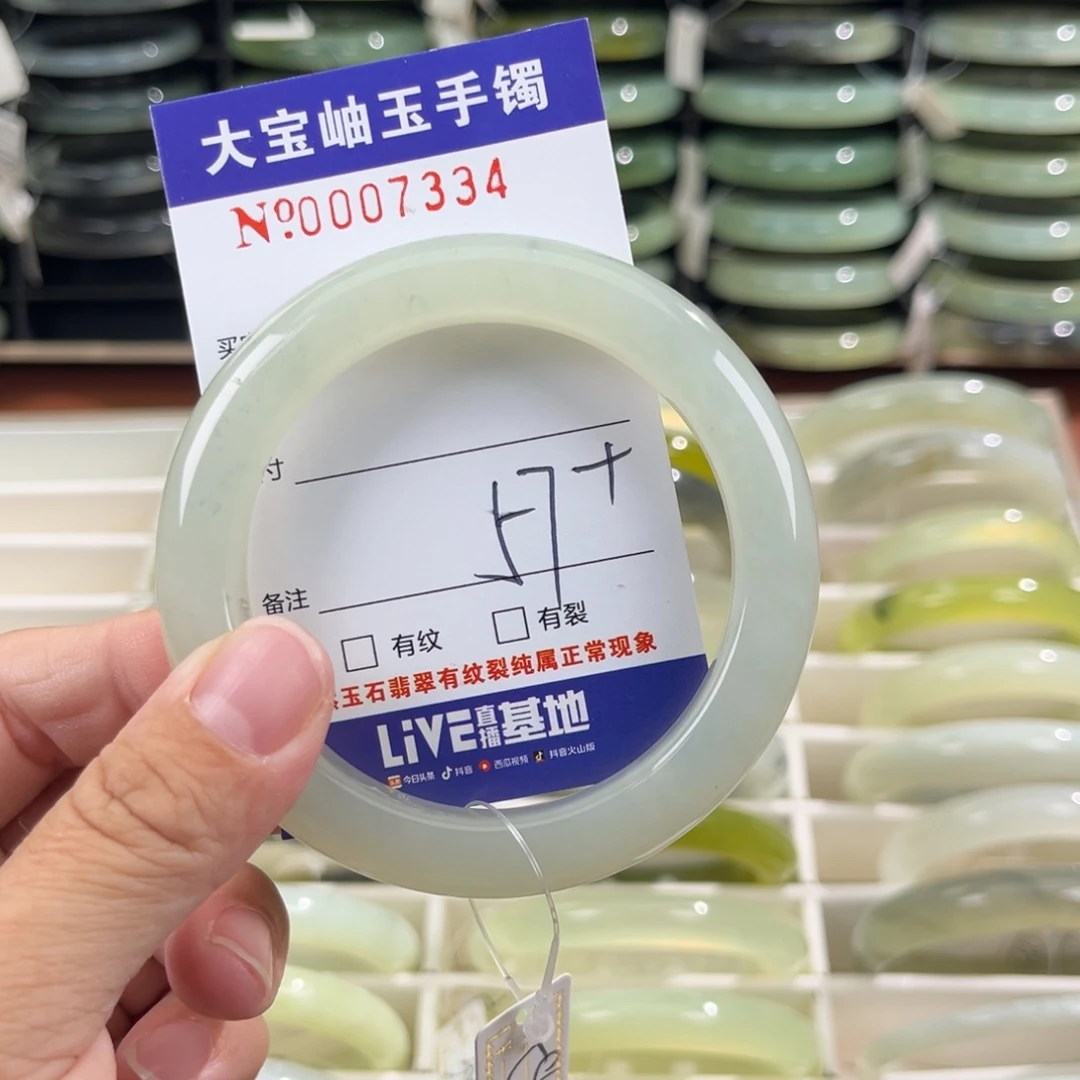 大宝岫玉手镯
Nº:0007334
买
寸
57+
备注
□ 有纹 □ 有裂
玉石翡翠有纹裂纯属正常现象
LiVE直播基地
今日头条 抖音 西瓜视频 抖音火山版